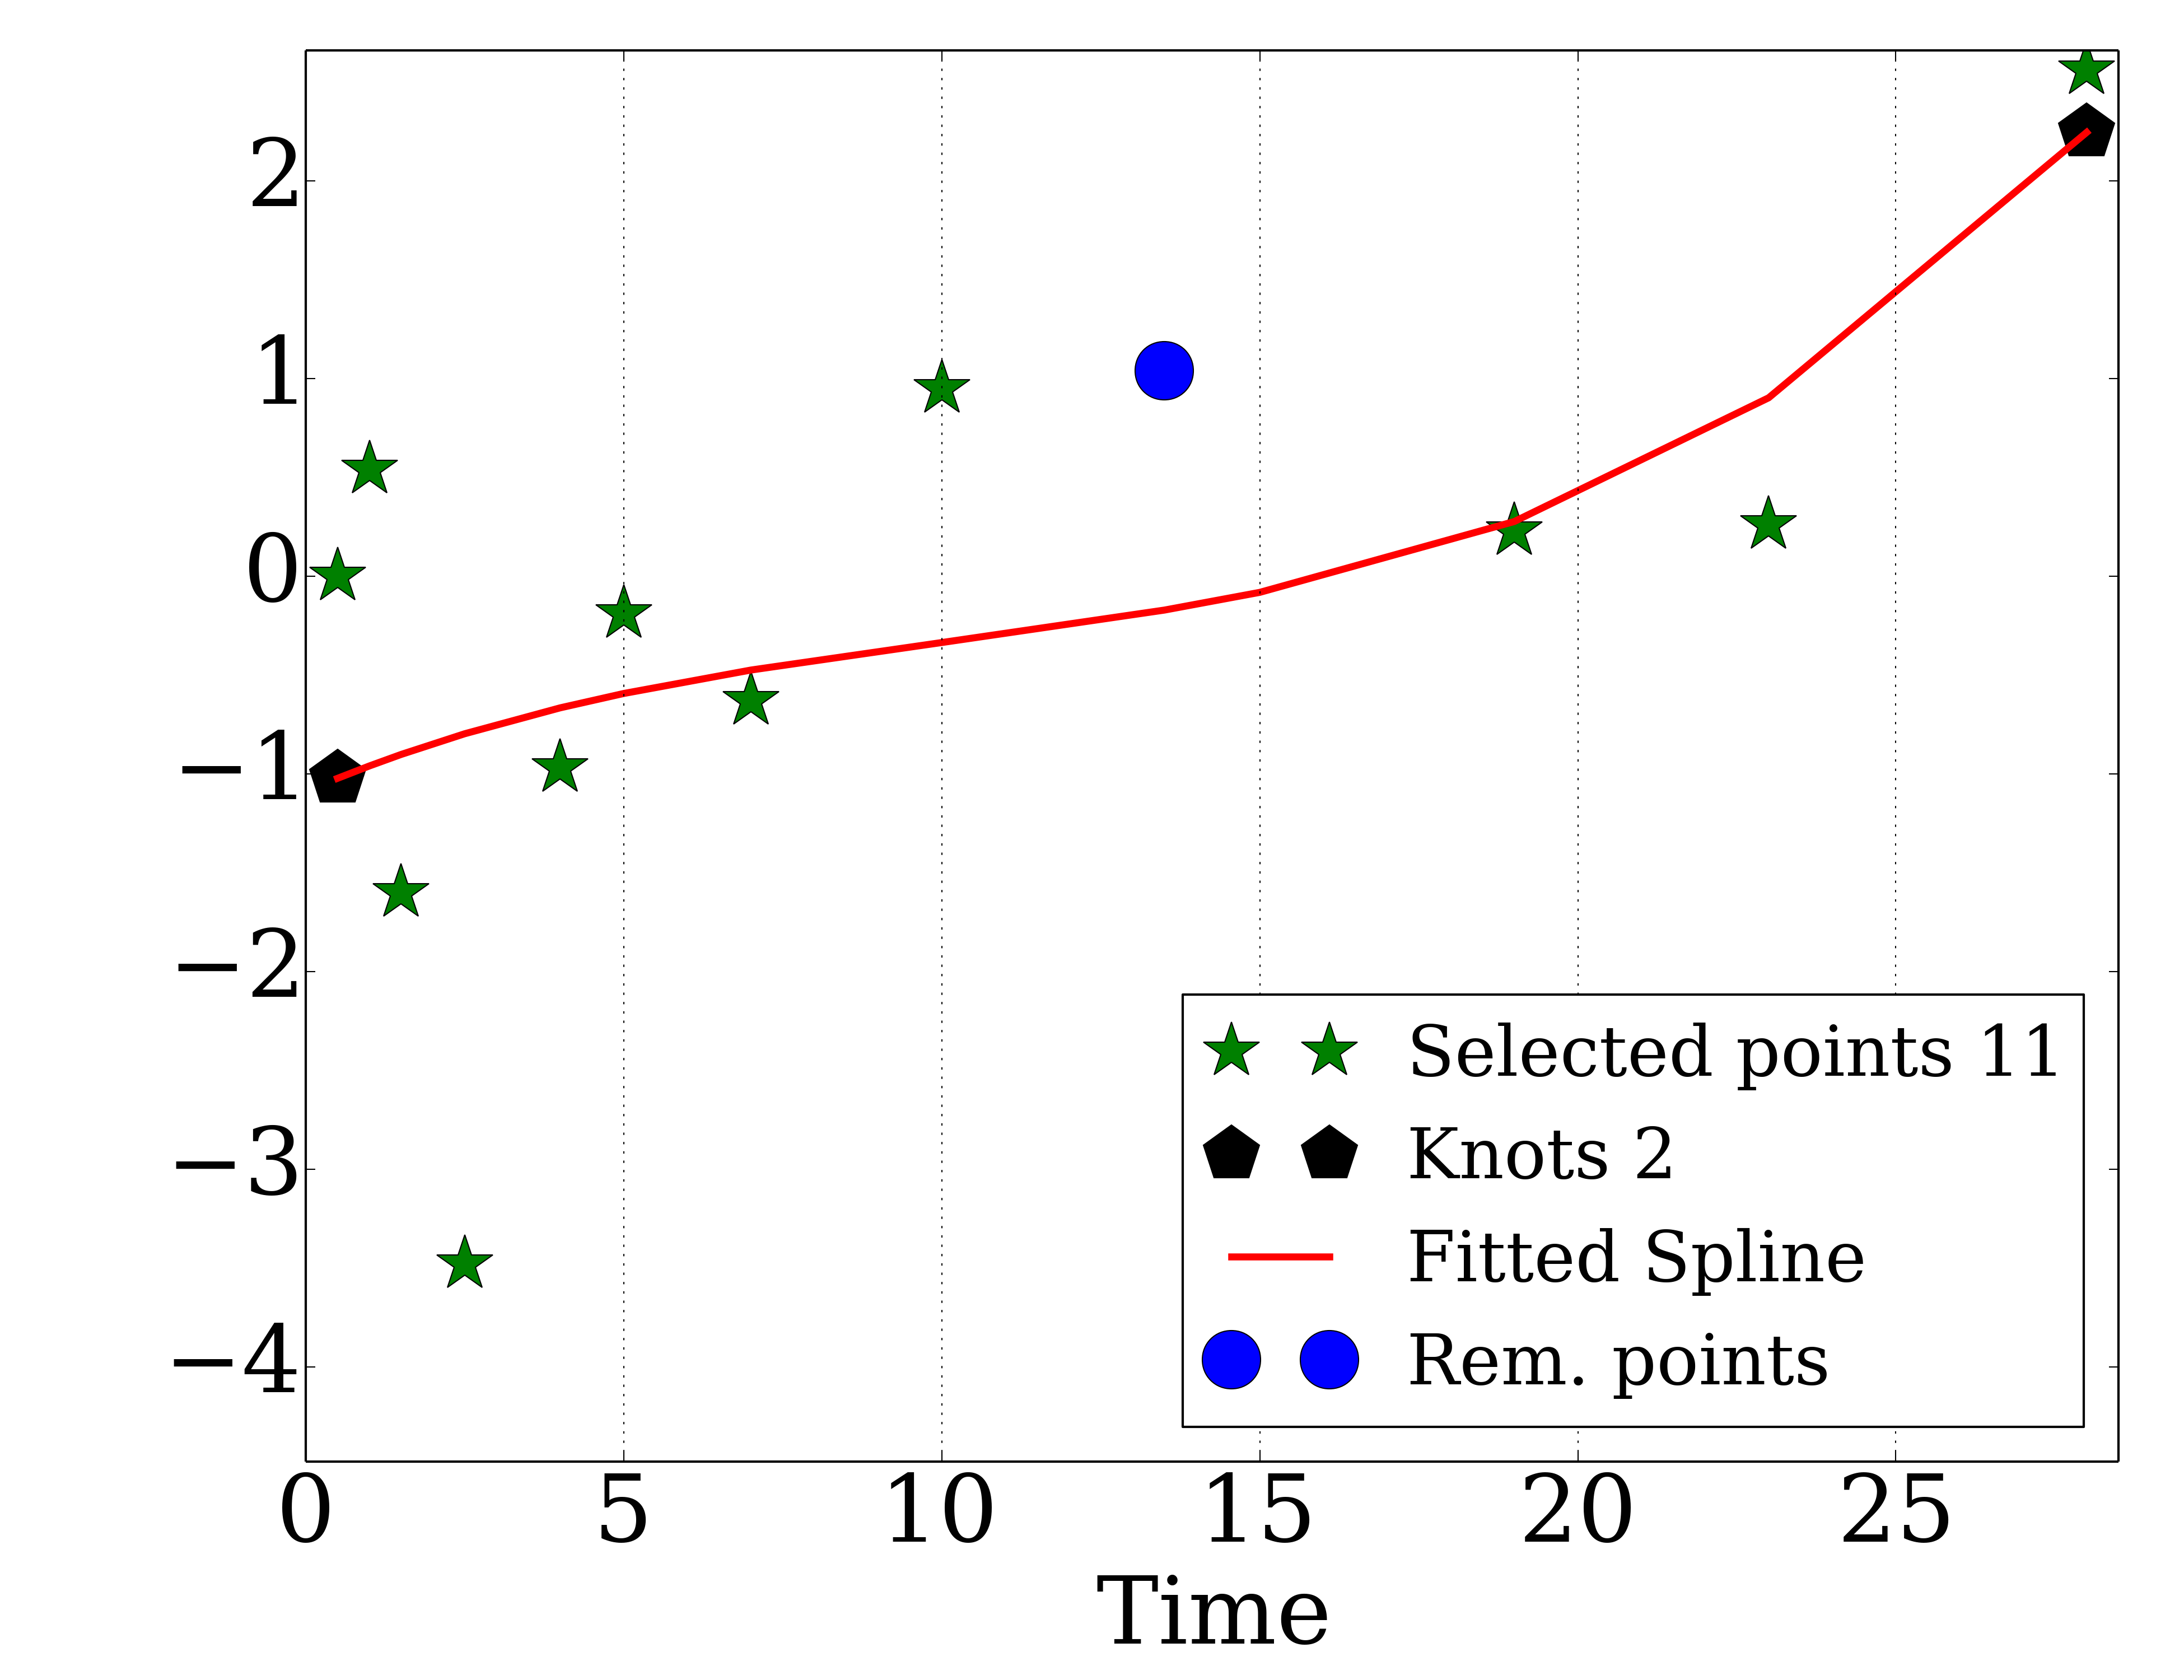 2
1
0
−1
−2
−3
−4
Selected points 11
Knots 2
Fitted Spline
Rem. points
0 5 10 15 20 25
Time